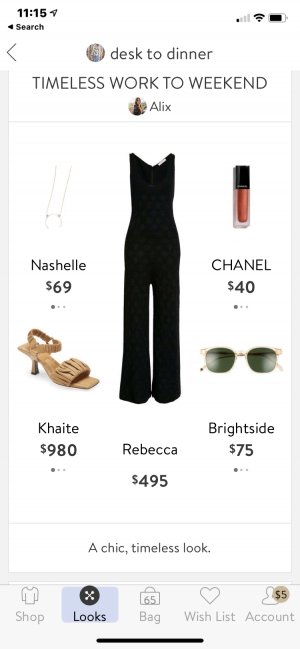 11:15
◄ Search
desk to dinner
TIMELESS WORK TO WEEKEND
Alix
Nashelle
$69
CHANEL
$40
Khaite
$980
Rebecca
$495
Brightside
$75
A chic, timeless look.
Shop
Looks
65
Bag
Wish List
$5
Account